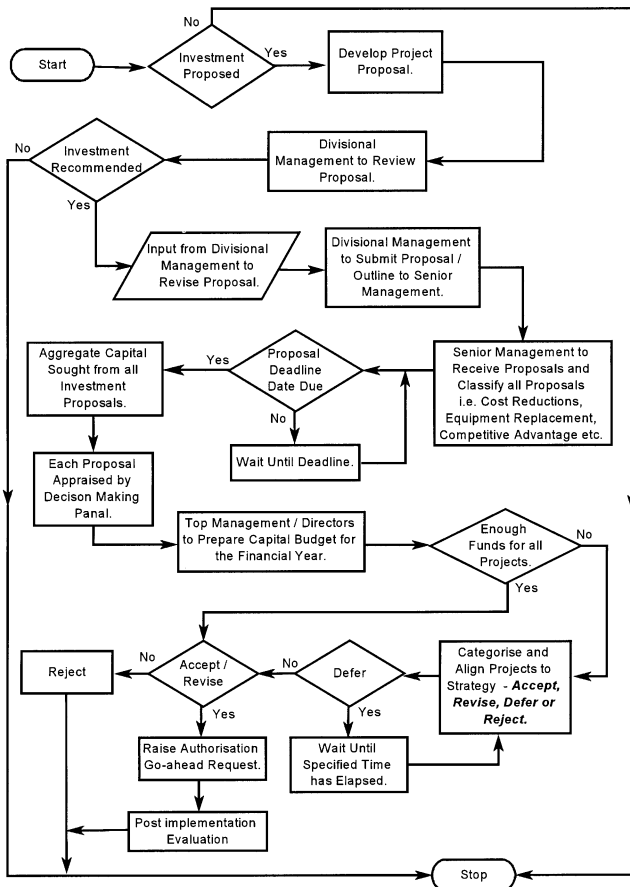 No
Start
Investment
Proposed
Yes
Develop Project
Proposal.
No
Investment
Recommended
Divisional
Management to Review
Proposal.
Yes
Input from Divisional
Management to
Revise Proposal.
Divisional Management
to Submit Proposal /
Outline to Senior
Management.
Aggregate Capital
Sought from all
Investment
Proposals.
Yes
Proposal
Deadline
Date Due
Senior Management to
Receive Proposals and
Classify all Proposals
i.e. Cost Reductions,
Equipment Replacement,
Competitive Advantage etc.
No
Wait Until Deadline.
Each Proposal
Appraised by
Decison Making
Panal.
Top Management / Directors
to Prepare Capital Budget for
the Financial Year.
Enough
Funds for all
Projects.
No
Yes
Reject
No
Accept /
Revise
No
Defer
Categorise and
Align Projects to
Strategy - Accept,
Revise, Defer or
Reject.
Yes
Yes
Raise Authorisation
Go-ahead Request.
Wait Until
Specified Time
has Elapsed.
Post implementation
Evaluation
Stop